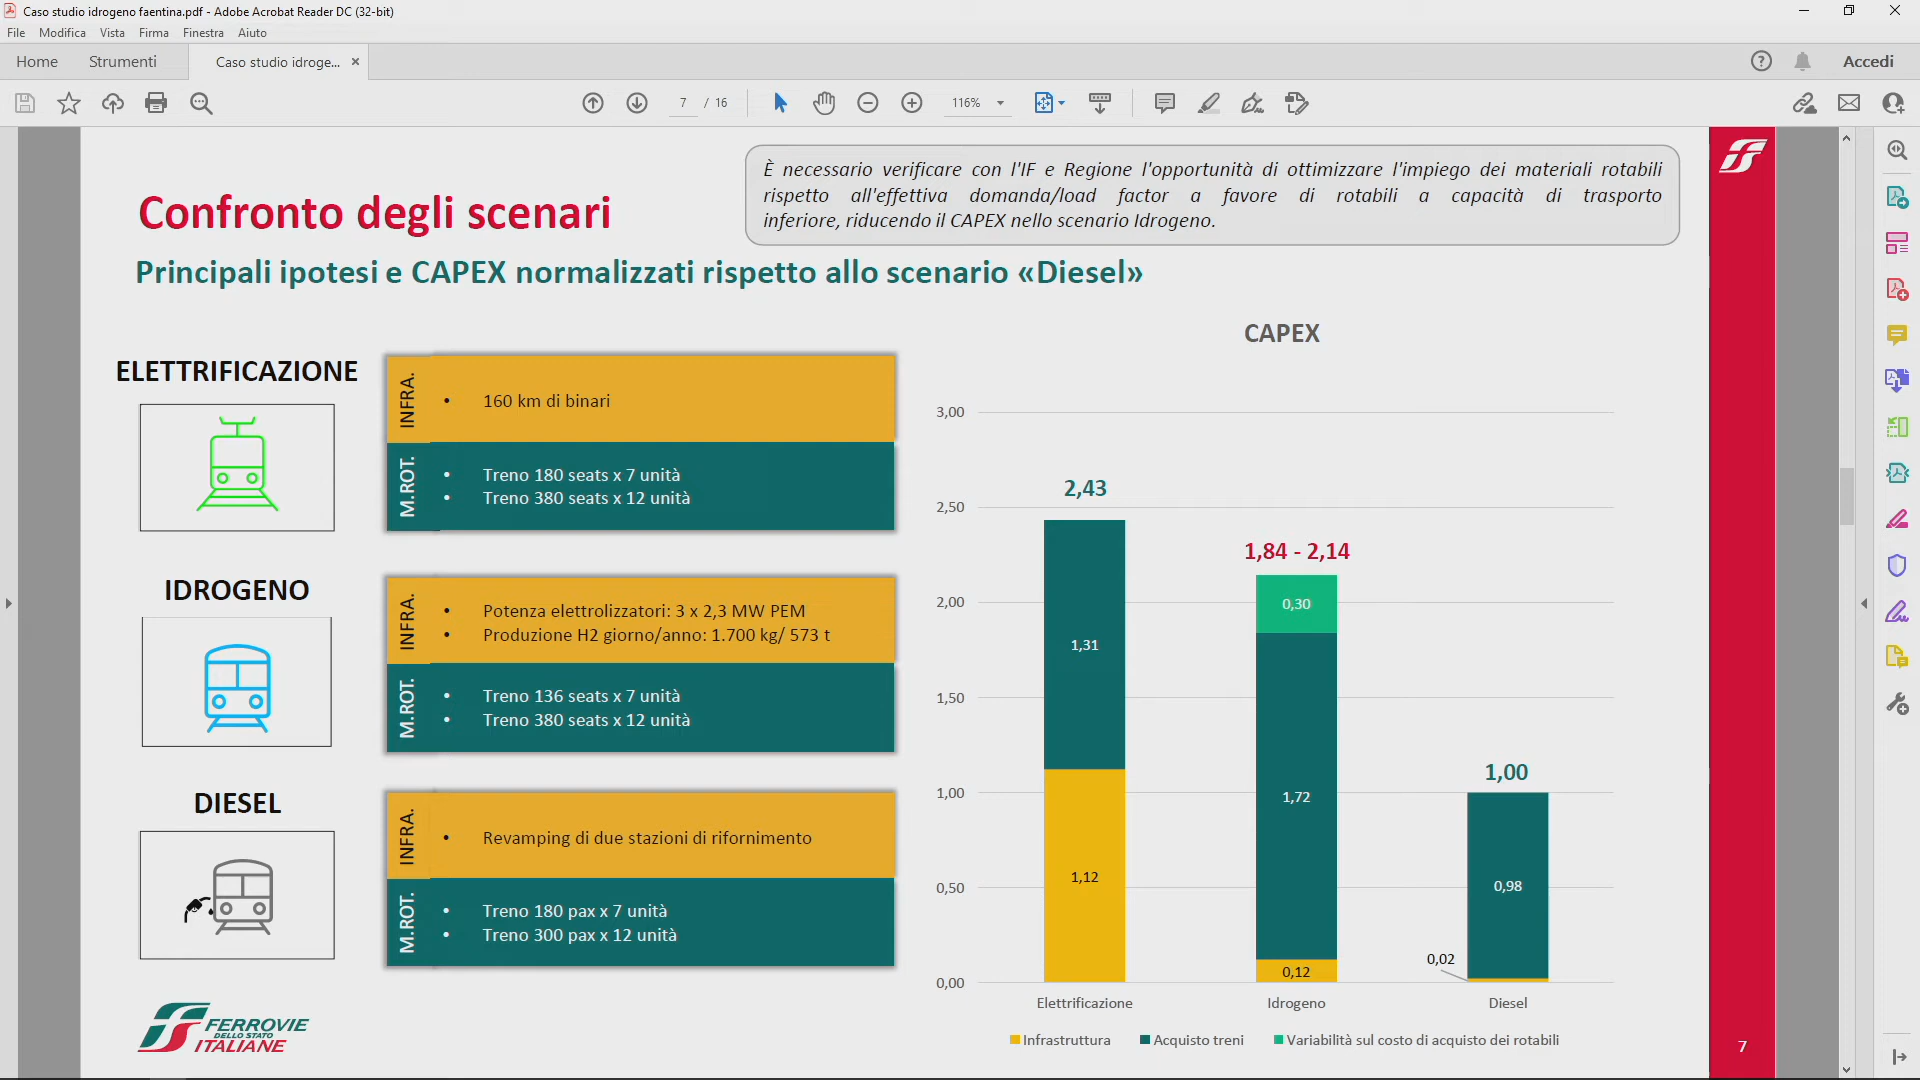 Caso studio idrogeno faentina.pdf - Adobe Acrobat Reader DC (32-bit)
File Modifica Vista Firma Finestra Aiuto
Home Strumenti Caso studio idroge... Accedi
7 / 16 116%
È necessario verificare con l'IF e Regione l'opportunità di ottimizzare l'impiego dei materiali rotabili
rispetto all'effettiva domanda/load factor a favore di rotabili a capacità di trasporto
inferiore, riducendo il CAPEX nello scenario Idrogeno.
Confronto degli scenari
Principali ipotesi e CAPEX normalizzati rispetto allo scenario «Diesel»
ELETTRIFICAZIONE
INFRA.
• 160 km di binari
M.ROT.
• Treno 180 seats x 7 unità
• Treno 380 seats x 12 unità
IDROGENO
INFRA.
• Potenza elettrolizzatori: 3 x 2,3 MW PEM
• Produzione H2 giorno/anno: 1.700 kg/ 573 t
M.ROT.
• Treno 136 seats x 7 unità
• Treno 380 seats x 12 unità
DIESEL
INFRA.
• Revamping di due stazioni di rifornimento
M.ROT.
• Treno 180 pax x 7 unità
• Treno 300 pax x 12 unità
CAPEX
3,00
2,50
2,00
1,50
1,00
0,50
0,00
2,43
1,31
1,12
1,84 - 2,14
0,30
1,72
0,12
1,00
0,98
0,02
Elettrificazione Idrogeno Diesel
Infrastruttura Acquisto treni Variabilità sul costo di acquisto dei rotabili
FERROVIE
DELLO STATO
ITALIANE
7